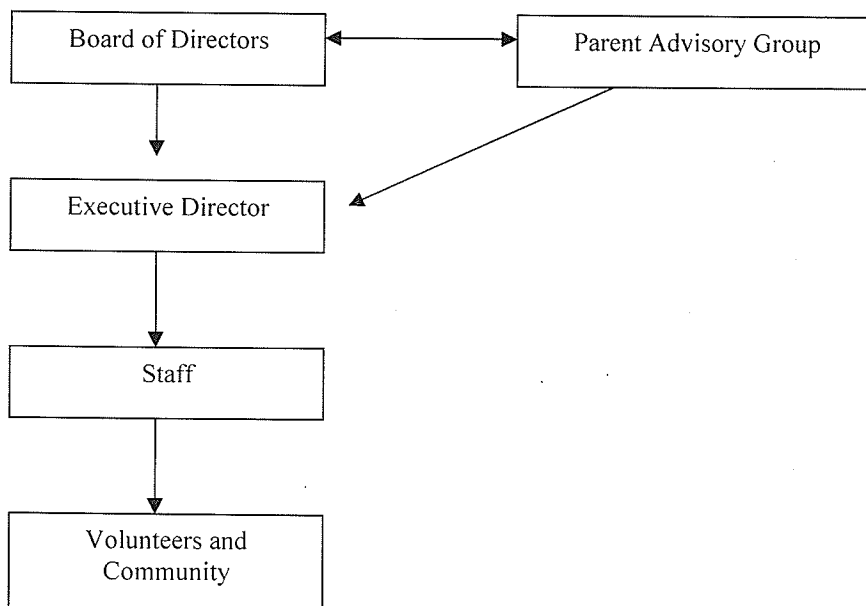 Board of Directors
Parent Advisory Group
Executive Director
Staff
Volunteers and
Community